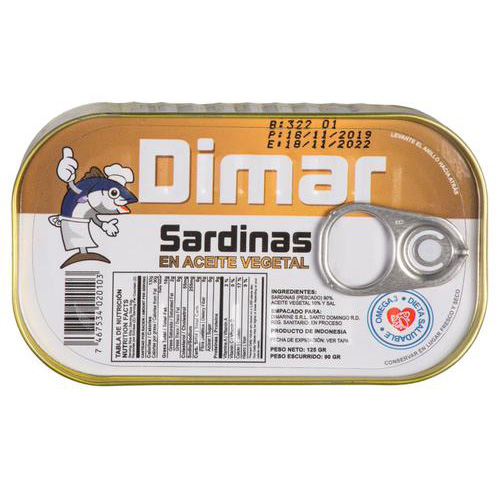 B:322 01
P:18/11/2019
E:18/11/2022
LEVANTE EL ANILLO HACIA ATRÁS
Dimar
Sardinas
EN ACEITE VEGETAL
7 467534 020103
TABLA DE NUTRICIÓN
NUTRITION FACTS
INGREDIENTES:
SARDINAS (PESCADO) 90%.
ACEITE VEGETAL 10% Y SAL
EMPACADO PARA:
DIMARINE S.R.L. SANTO DOMINGO R.D.
REG. SANITARIO: EN PROCESO
PRODUCTO DE INDONESIA
FECHA DE EXPIRACIÓN: VER TAPA
PESO NETO: 125 GR
PESO ESCURRIDO: 90 GR
OMEGA 3
DIETA SALUDABLE
CONSERVAR EN LUGAR FRESCO Y SECO